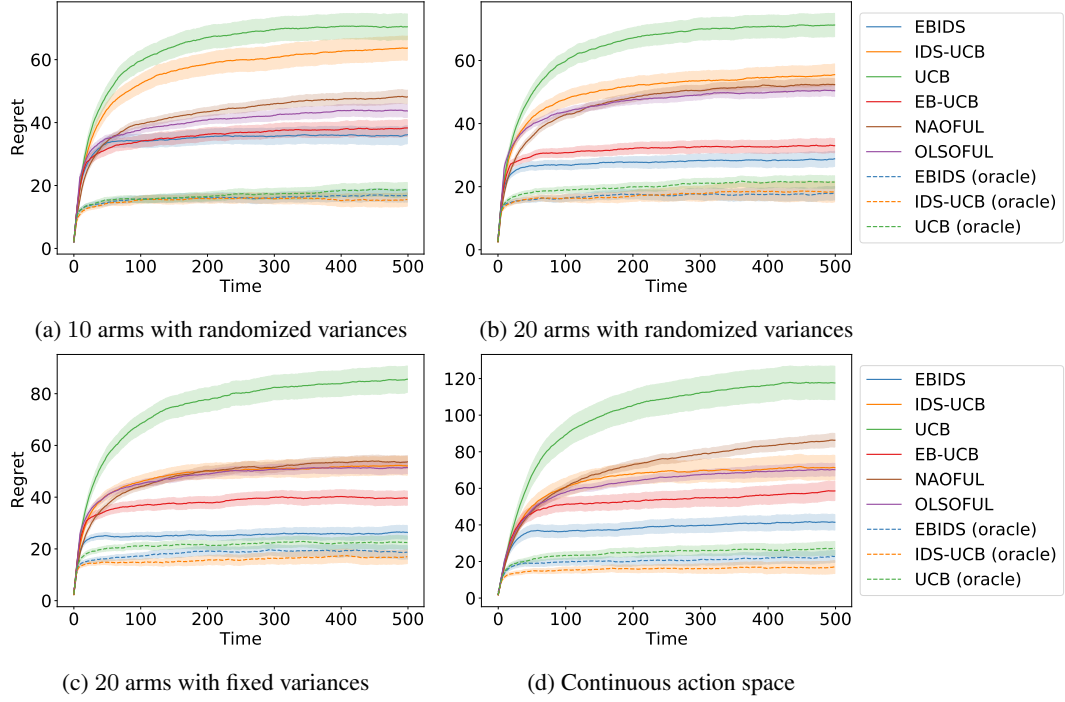 Regret
60
40
20
0
0 100 200 300 400 500
Time
(a) 10 arms with randomized variances
60
40
20
0
0 100 200 300 400 500
Time
(b) 20 arms with randomized variances
EBIDS
IDS-UCB
UCB
EB-UCB
NAOFUL
OLSOFUL
EBIDS (oracle)
IDS-UCB (oracle)
UCB (oracle)
Regret
80
60
40
20
0
0 100 200 300 400 500
Time
(c) 20 arms with fixed variances
120
100
80
60
40
20
0
0 100 200 300 400 500
Time
(d) Continuous action space
EBIDS
IDS-UCB
UCB
EB-UCB
NAOFUL
OLSOFUL
EBIDS (oracle)
IDS-UCB (oracle)
UCB (oracle)